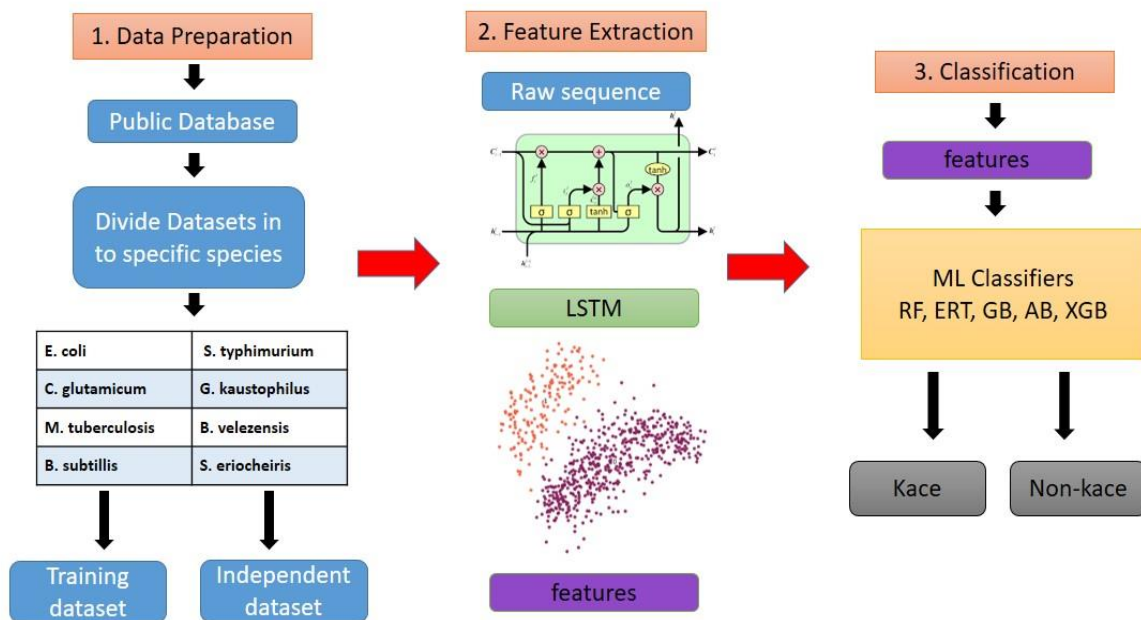 1. Data Preparation
Public Database
Divide Datasets in
to specific species
E. coli
S. typhimurium
C. glutamicum
G. kaustophilus
M. tuberculosis
B. velezensis
B. subtillis
S. eriocheiris
Training
dataset
Independent
dataset
2. Feature Extraction
Raw sequence
tanh
σ
σ
tanh
σ
LSTM
features
3. Classification
features
ML Classifiers
RF, ERT, GB, AB, XGB
Kace
Non-kace